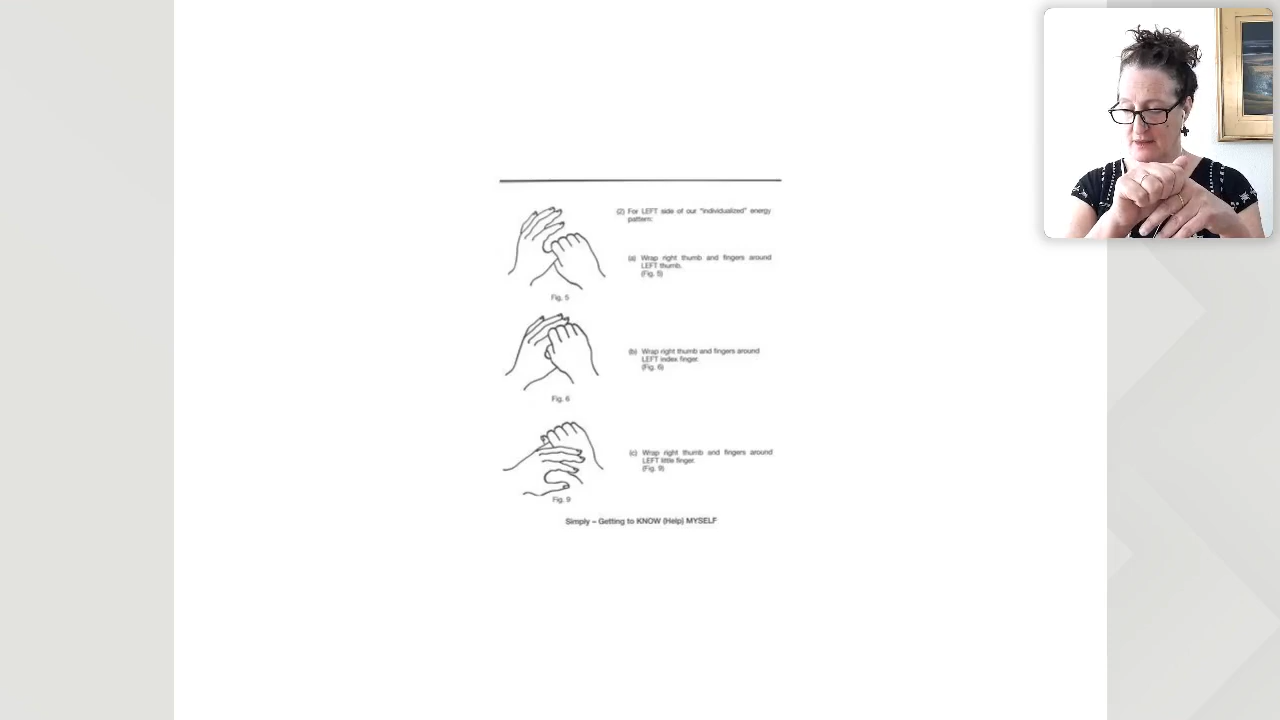 (2) For LEFT side of our "individualized" energy
pattern:
(a) Wrap right thumb and fingers around
LEFT thumb.
(Fig. 5)
Fig. 5
(b) Wrap right thumb and fingers around
LEFT index finger.
(Fig. 6)
Fig. 6
(c) Wrap right thumb and fingers around
LEFT little finger.
(Fig. 9)
Fig. 9
Simply – Getting to KNOW (Help) MYSELF